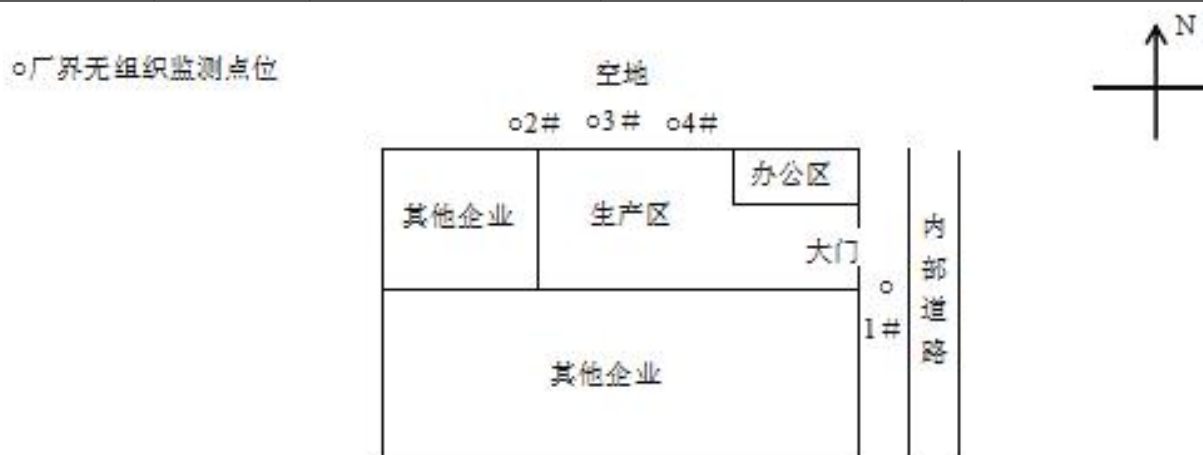 N
○厂界无组织监测点位
空地
○2# ○3# ○4#
办公区
其他企业
生产区
大门
内部道路
○
1#
其他企业